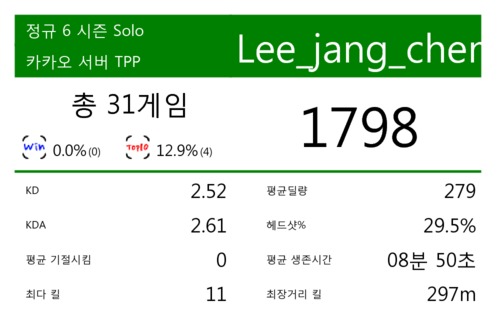 정규 6 시즌 Solo
카카오 서버 TPP
Lee_jang_cher
총 31게임
Win 0.0%(0) TOP10 12.9%(4)
1798
KD 2.52
평균딜량 279
KDA 2.61
헤드샷% 29.5%
평균 기절시킴 0
평균 생존시간 08분 50초
최다 킬 11
최장거리 킬 297m